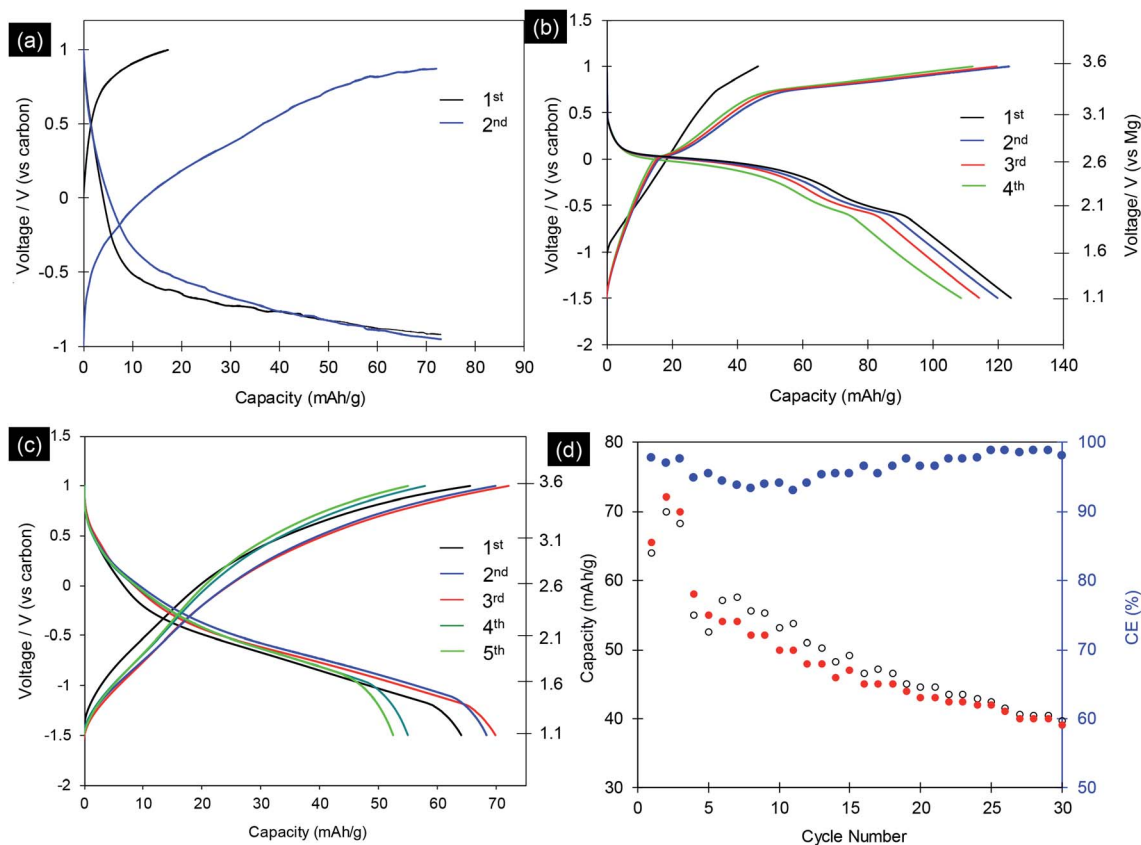 (a)
1
0.5
0
-0.5
-1
0 10 20 30 40 50 60 70 80 90
Voltage / V (vs carbon)
Capacity (mAh/g)
1st
2nd
(b)
1
0.5
0
-0.5
-1
-1.5
-2
0 20 40 60 80 100 120 140
3.6
3.1
2.6
2.1
1.6
1.1
Voltage / V (vs carbon)
Voltage/ V (vs Mg)
Capacity (mAh/g)
1st
2nd
3rd
4th
(c)
1.5
1
0.5
0
-0.5
-1
-1.5
-2
0 10 20 30 40 50 60 70
3.6
3.1
2.6
2.1
1.6
1.1
Voltage / V (vs carbon)
Capacity (mAh/g)
1st
2nd
3rd
4th
5th
(d)
80
70
60
50
40
30
0 5 10 15 20 25 30
100
90
80
70
60
50
Capacity (mAh/g)
CE (%)
Cycle Number